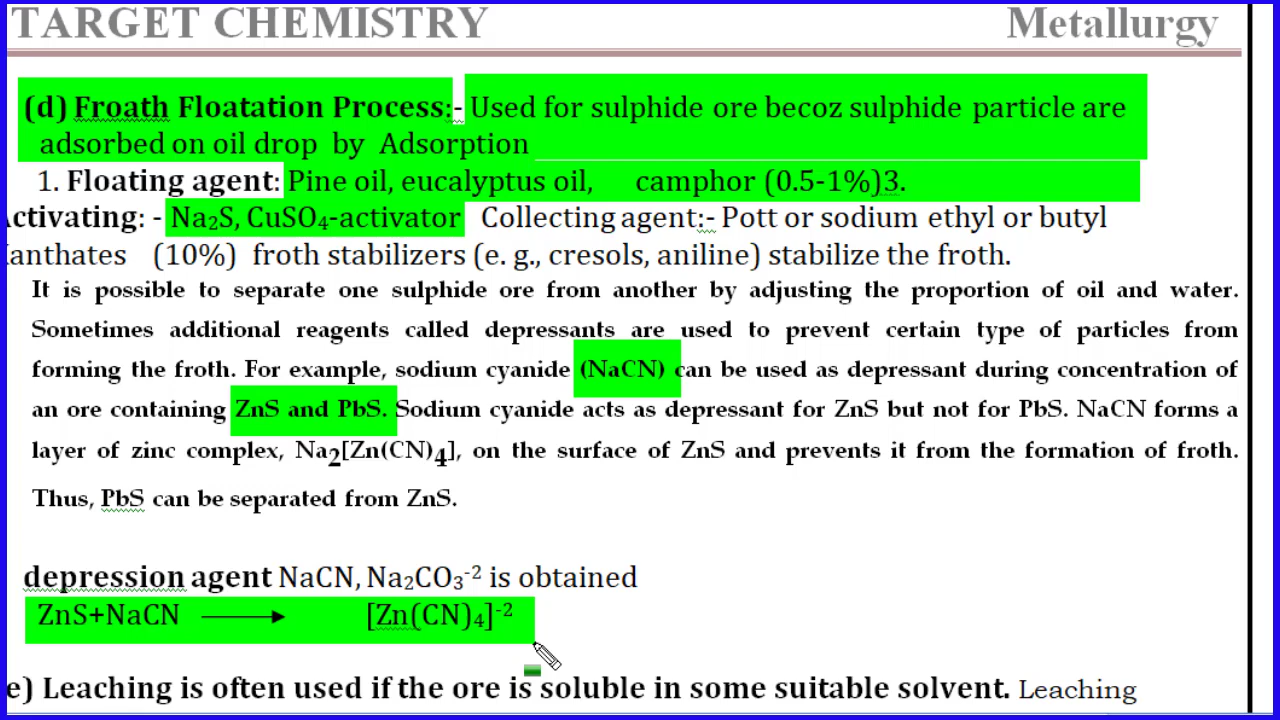 TARGET CHEMISTRY Metallurgy
(d) Froath Floatation Process:- Used for sulphide ore becoz sulphide particle are
adsorbed on oil drop by Adsorption
1. Floating agent: Pine oil, eucalyptus oil, camphor (0.5-1%)3.
Activating: - Na₂S, CuSO₄-activator Collecting agent:- Pott or sodium ethyl or butyl
Xanthates (10%) froth stabilizers (e. g., cresols, aniline) stabilize the froth.
It is possible to separate one sulphide ore from another by adjusting the proportion of oil and water.
Sometimes additional reagents called depressants are used to prevent certain type of particles from
forming the froth. For example, sodium cyanide (NaCN) can be used as depressant during concentration of
an ore containing ZnS and PbS. Sodium cyanide acts as depressant for ZnS but not for PbS. NaCN forms a
layer of zinc complex, Na₂[Zn(CN)₄], on the surface of ZnS and prevents it from the formation of froth.
Thus, PbS can be separated from ZnS.
depression agent NaCN, Na₂CO₃⁻² is obtained
ZnS+NaCN ⟶ [Zn(CN)₄]⁻²
e) Leaching is often used if the ore is soluble in some suitable solvent. Leaching